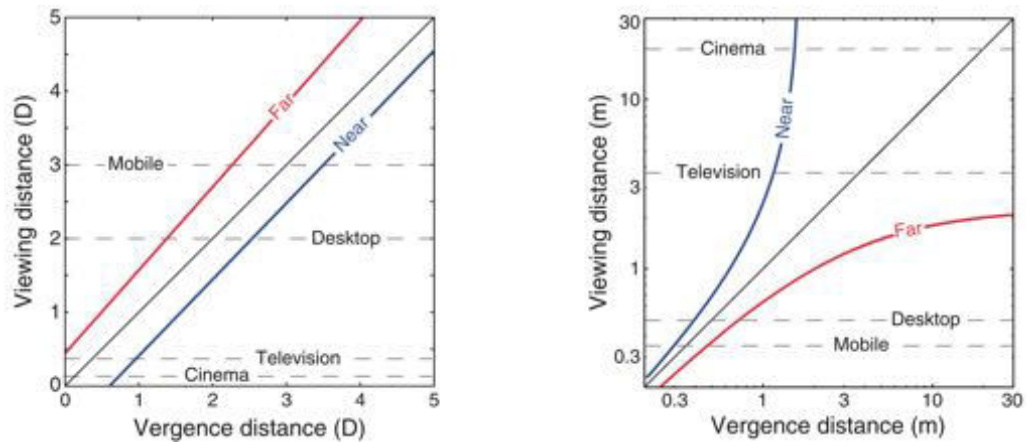 5
4
3
2
1
0
Viewing distance (D)
Far
Near
Mobile
Desktop
Television
Cinema
0 1 2 3 4 5
Vergence distance (D)
30
10
3
1
0.3
Viewing distance (m)
Cinema
Near
Television
Far
Desktop
Mobile
0.3 1 3 10 30
Vergence distance (m)